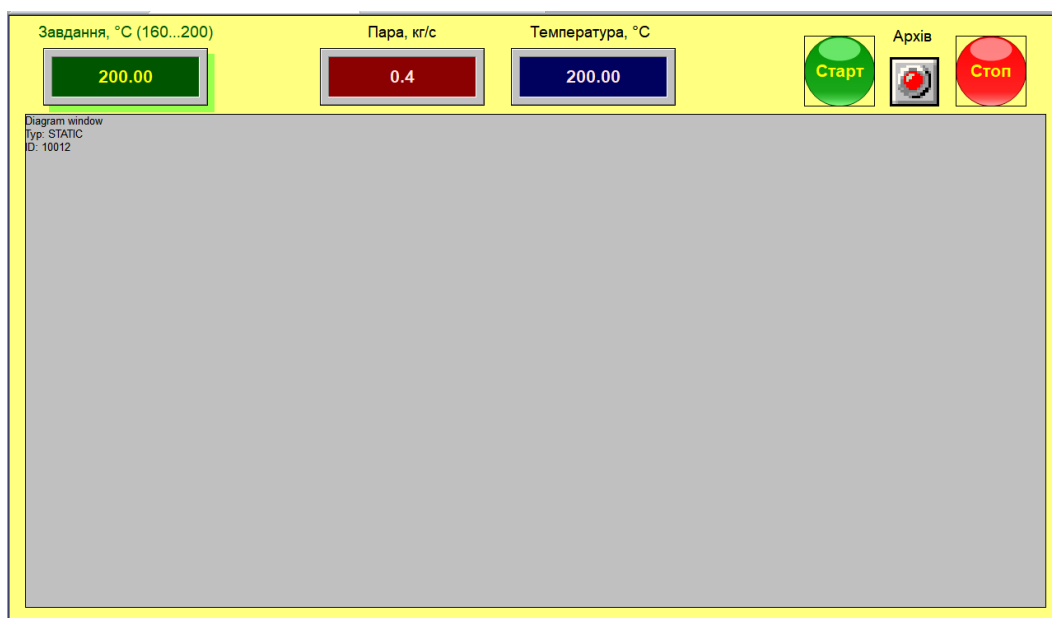 Завдання, °C (160...200)
Пара, кг/с
Температура, °C
Архів
200.00
0.4
200.00
Старт
Стоп
Diagram window
Typ: STATIC
ID: 10012